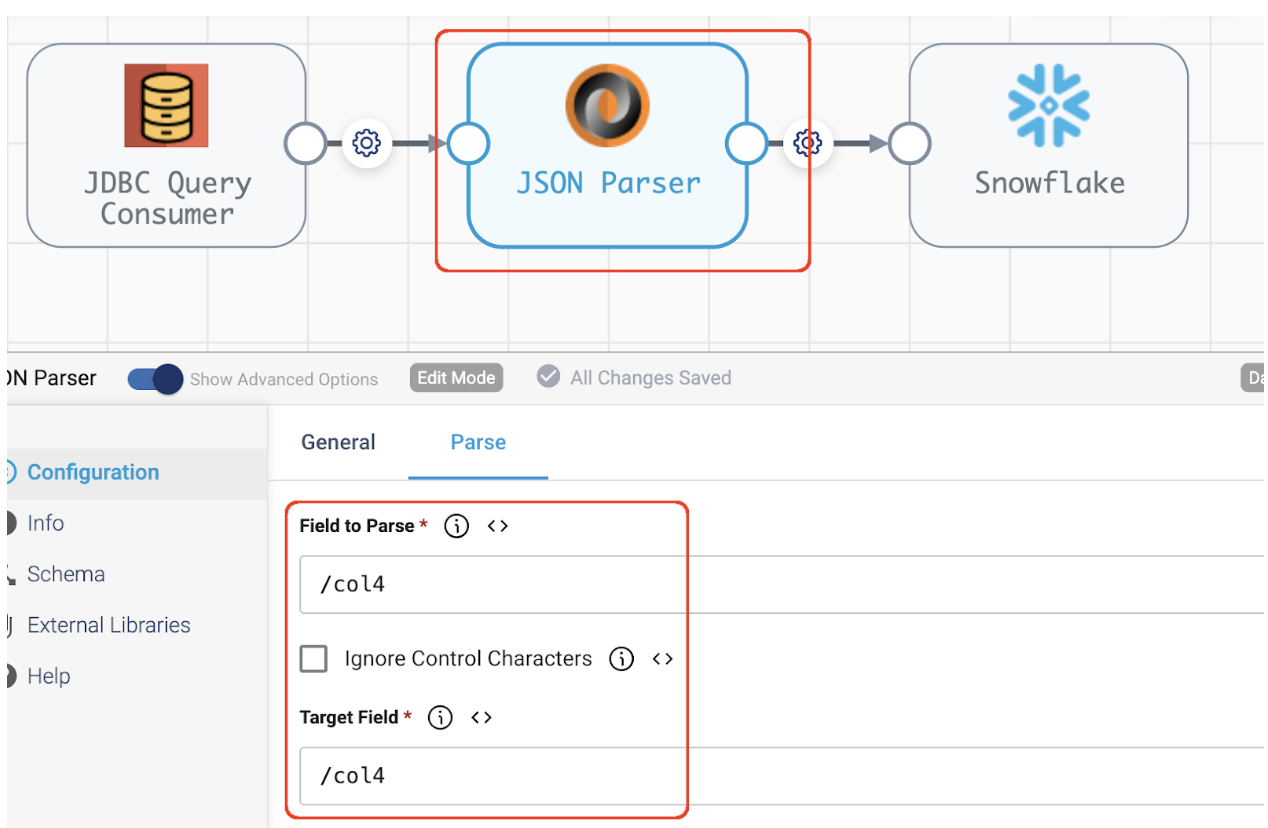 JDBC Query
Consumer
JSON Parser
Snowflake
ON Parser
Show Advanced Options
Edit Mode
All Changes Saved
Da
General
Parse
Configuration
Info
Schema
External Libraries
Help
Field to Parse *
/col4
Ignore Control Characters
Target Field *
/col4